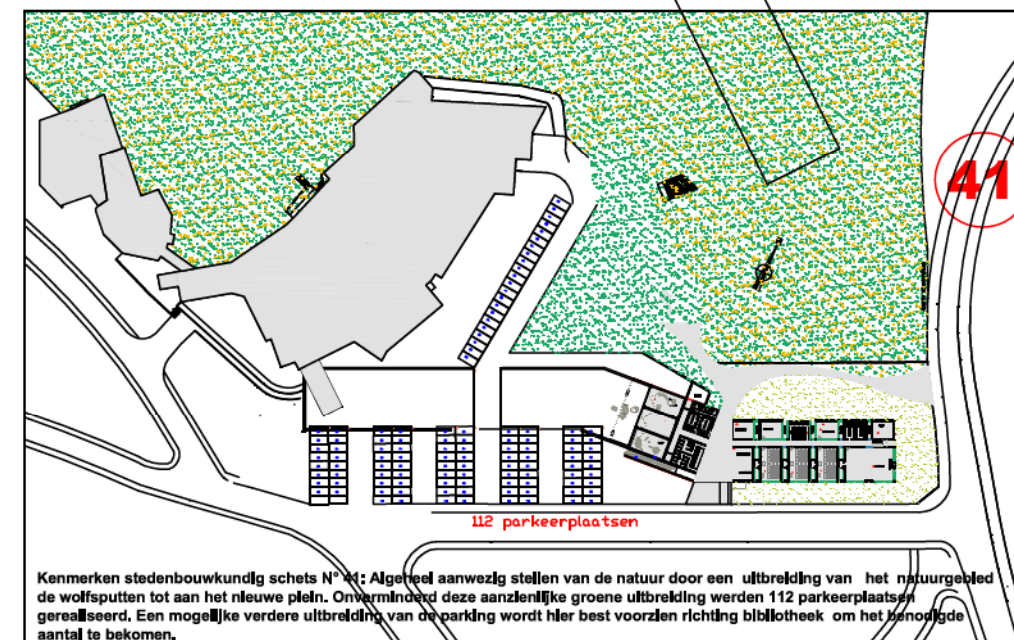 41
112 parkeerplaatsen
Kenmerken stedenbouwkundig schets N° 41: Algeheel aanwezig stellen van de natuur door een uitbreiding van het natuurgebied
de wolfsputten tot aan het nieuwe plein. Onverminderd deze aanzienlijke groene uitbreiding werden 112 parkeerplaatsen
gerealiseerd. Een mogelijke verdere uitbreiding van de parking wordt hier best voorzien richting bibliotheek om het benodigde
aantal te bekomen.